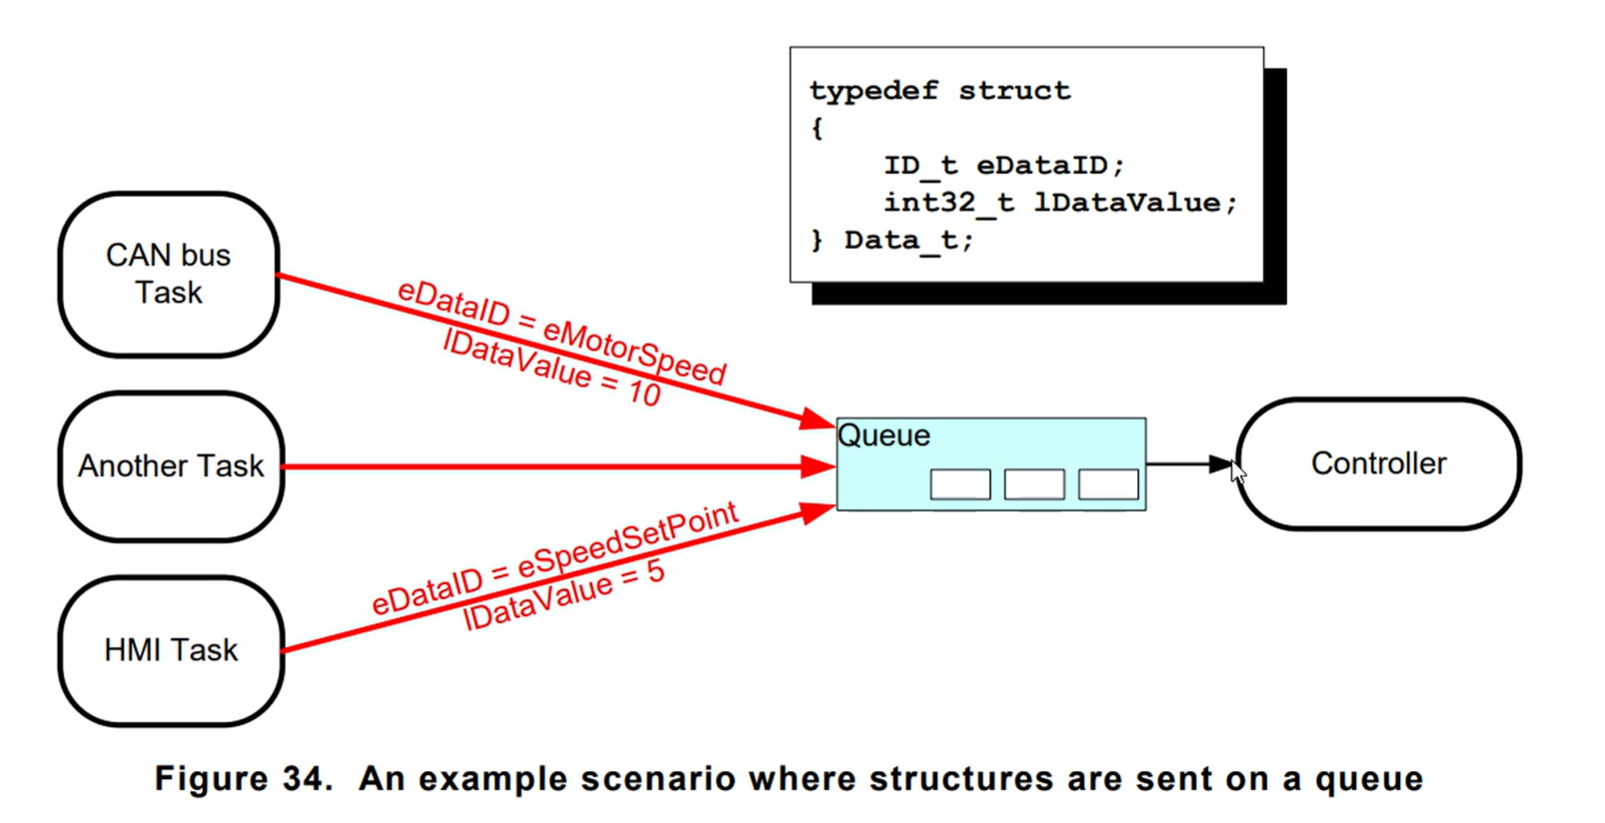 typedef struct
{
ID_t eDataID;
int32_t lDataValue;
} Data_t;
CAN bus
Task
eDataID = eMotorSpeed
lDataValue = 10
Another Task
Queue
Controller
eDataID = eSpeedSetPoint
lDataValue = 5
HMI Task
Figure 34. An example scenario where structures are sent on a queue